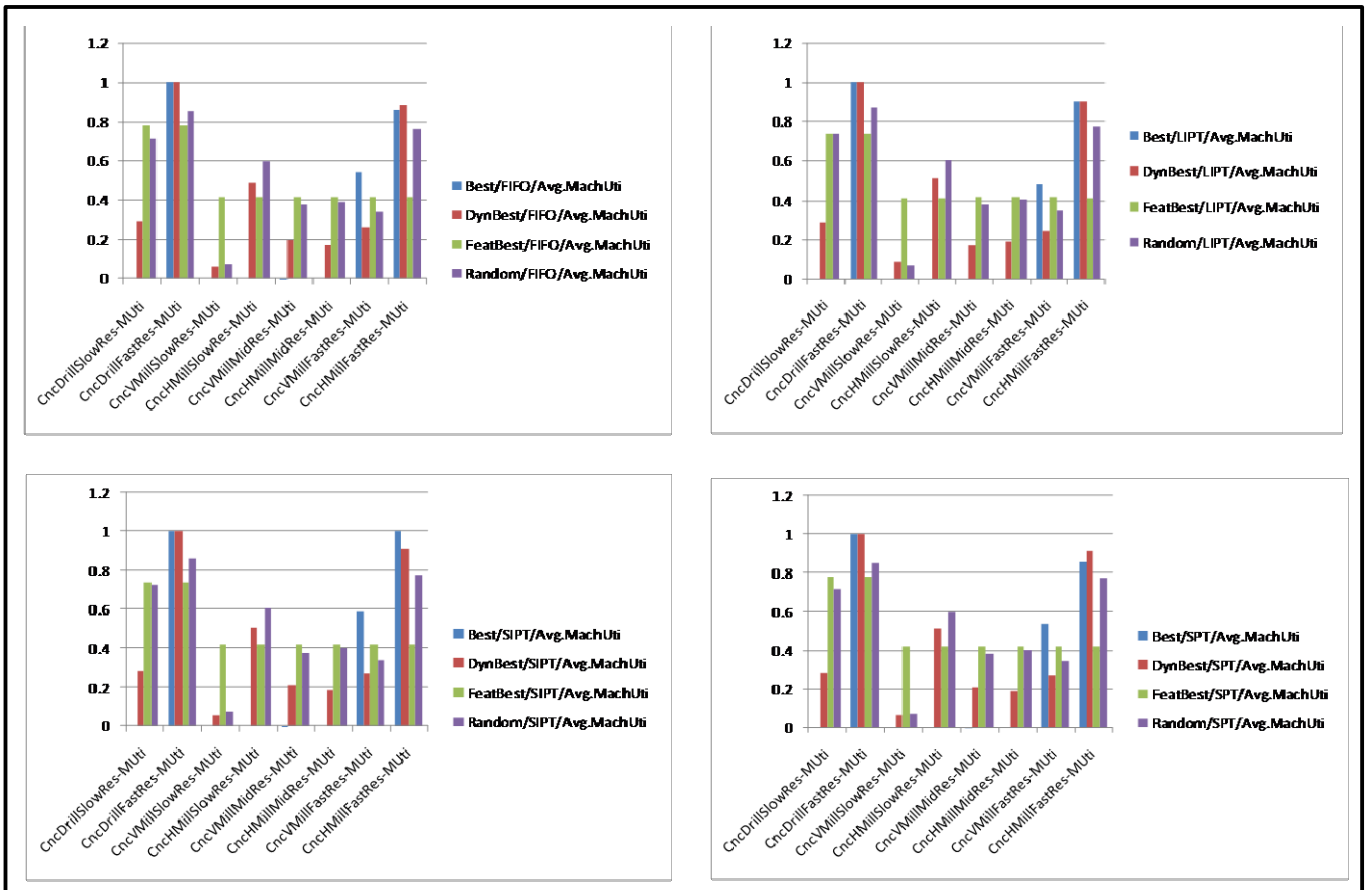 1.2
1
0.8
0.6
0.4
0.2
0
CncDrillSlowRes-MUti
CncDrillFastRes-MUti
CncVMillSlowRes-MUti
CncHMillSlowRes-MUti
CncVMillMidRes-MUti
CncHMillMidRes-MUti
CncVMillFastRes-MUti
CncHMillFastRes-MUti
Best/FIFO/Avg.MachUti
DynBest/FIFO/Avg.MachUti
FeatBest/FIFO/Avg.MachUti
Random/FIFO/Avg.MachUti
1.2
1
0.8
0.6
0.4
0.2
0
CncDrillSlowRes-MUti
CncDrillFastRes-MUti
CncVMillSlowRes-MUti
CncHMillSlowRes-MUti
CncVMillMidRes-MUti
CncHMillMidRes-MUti
CncVMillFastRes-MUti
CncHMillFastRes-MUti
Best/LIPT/Avg.MachUti
DynBest/LIPT/Avg.MachUti
FeatBest/LIPT/Avg.MachUti
Random/LIPT/Avg.MachUti
1.2
1
0.8
0.6
0.4
0.2
0
CncDrillSlowRes-MUti
CncDrillFastRes-MUti
CncVMillSlowRes-MUti
CncHMillSlowRes-MUti
CncVMillMidRes-MUti
CncHMillMidRes-MUti
CncVMillFastRes-MUti
CncHMillFastRes-MUti
Best/SIPT/Avg.MachUti
DynBest/SIPT/Avg.MachUti
FeatBest/SIPT/Avg.MachUti
Random/SIPT/Avg.MachUti
1.2
1
0.8
0.6
0.4
0.2
0
CncDrillSlowRes-MUti
CncDrillFastRes-MUti
CncVMillSlowRes-MUti
CncHMillSlowRes-MUti
CncVMillMidRes-MUti
CncHMillMidRes-MUti
CncVMillFastRes-MUti
CncHMillFastRes-MUti
Best/SPT/Avg.MachUti
DynBest/SPT/Avg.MachUti
FeatBest/SPT/Avg.MachUti
Random/SPT/Avg.MachUti